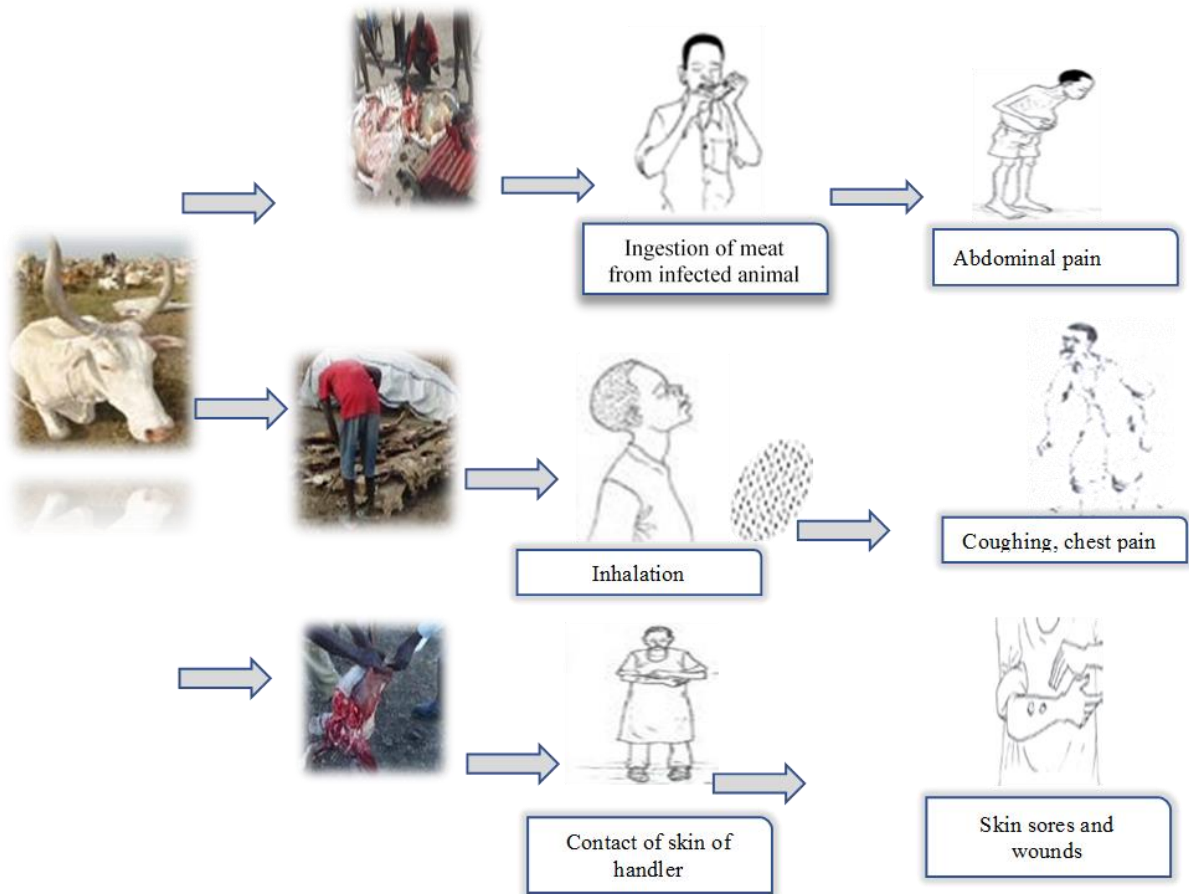 Ingestion of meat
from infected animal
Abdominal pain
Inhalation
Coughing, chest pain
Contact of skin of
handler
Skin sores and
wounds